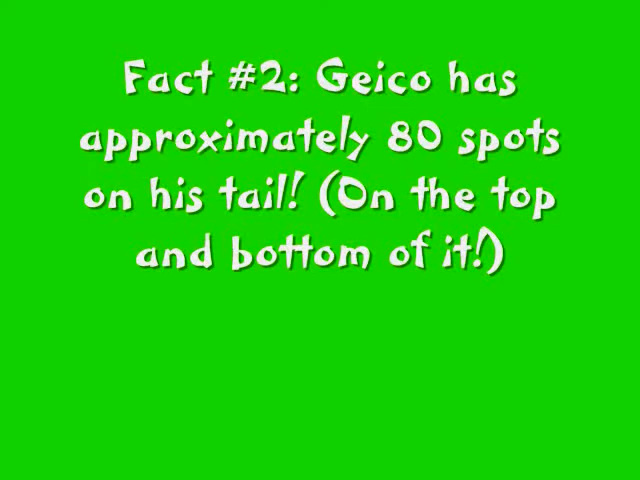 Fact #2: Geico has
approximately 80 spots
on his tail! (On the top
and bottom of it!)